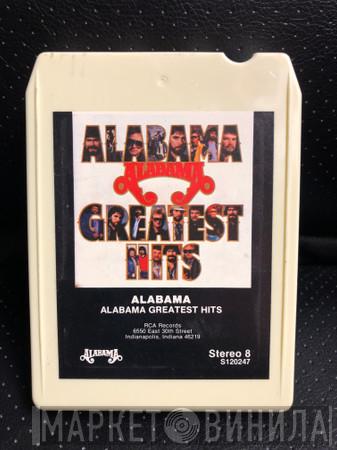 ALABAMA
ALABAMA
GREATEST
HITS
ALABAMA
ALABAMA GREATEST HITS
RCA Records
6550 East 30th Street
Indianapolis, Indiana 46219
ALABAMA
Stereo 8
S120247
МАРКЕТ ВИНИЛА